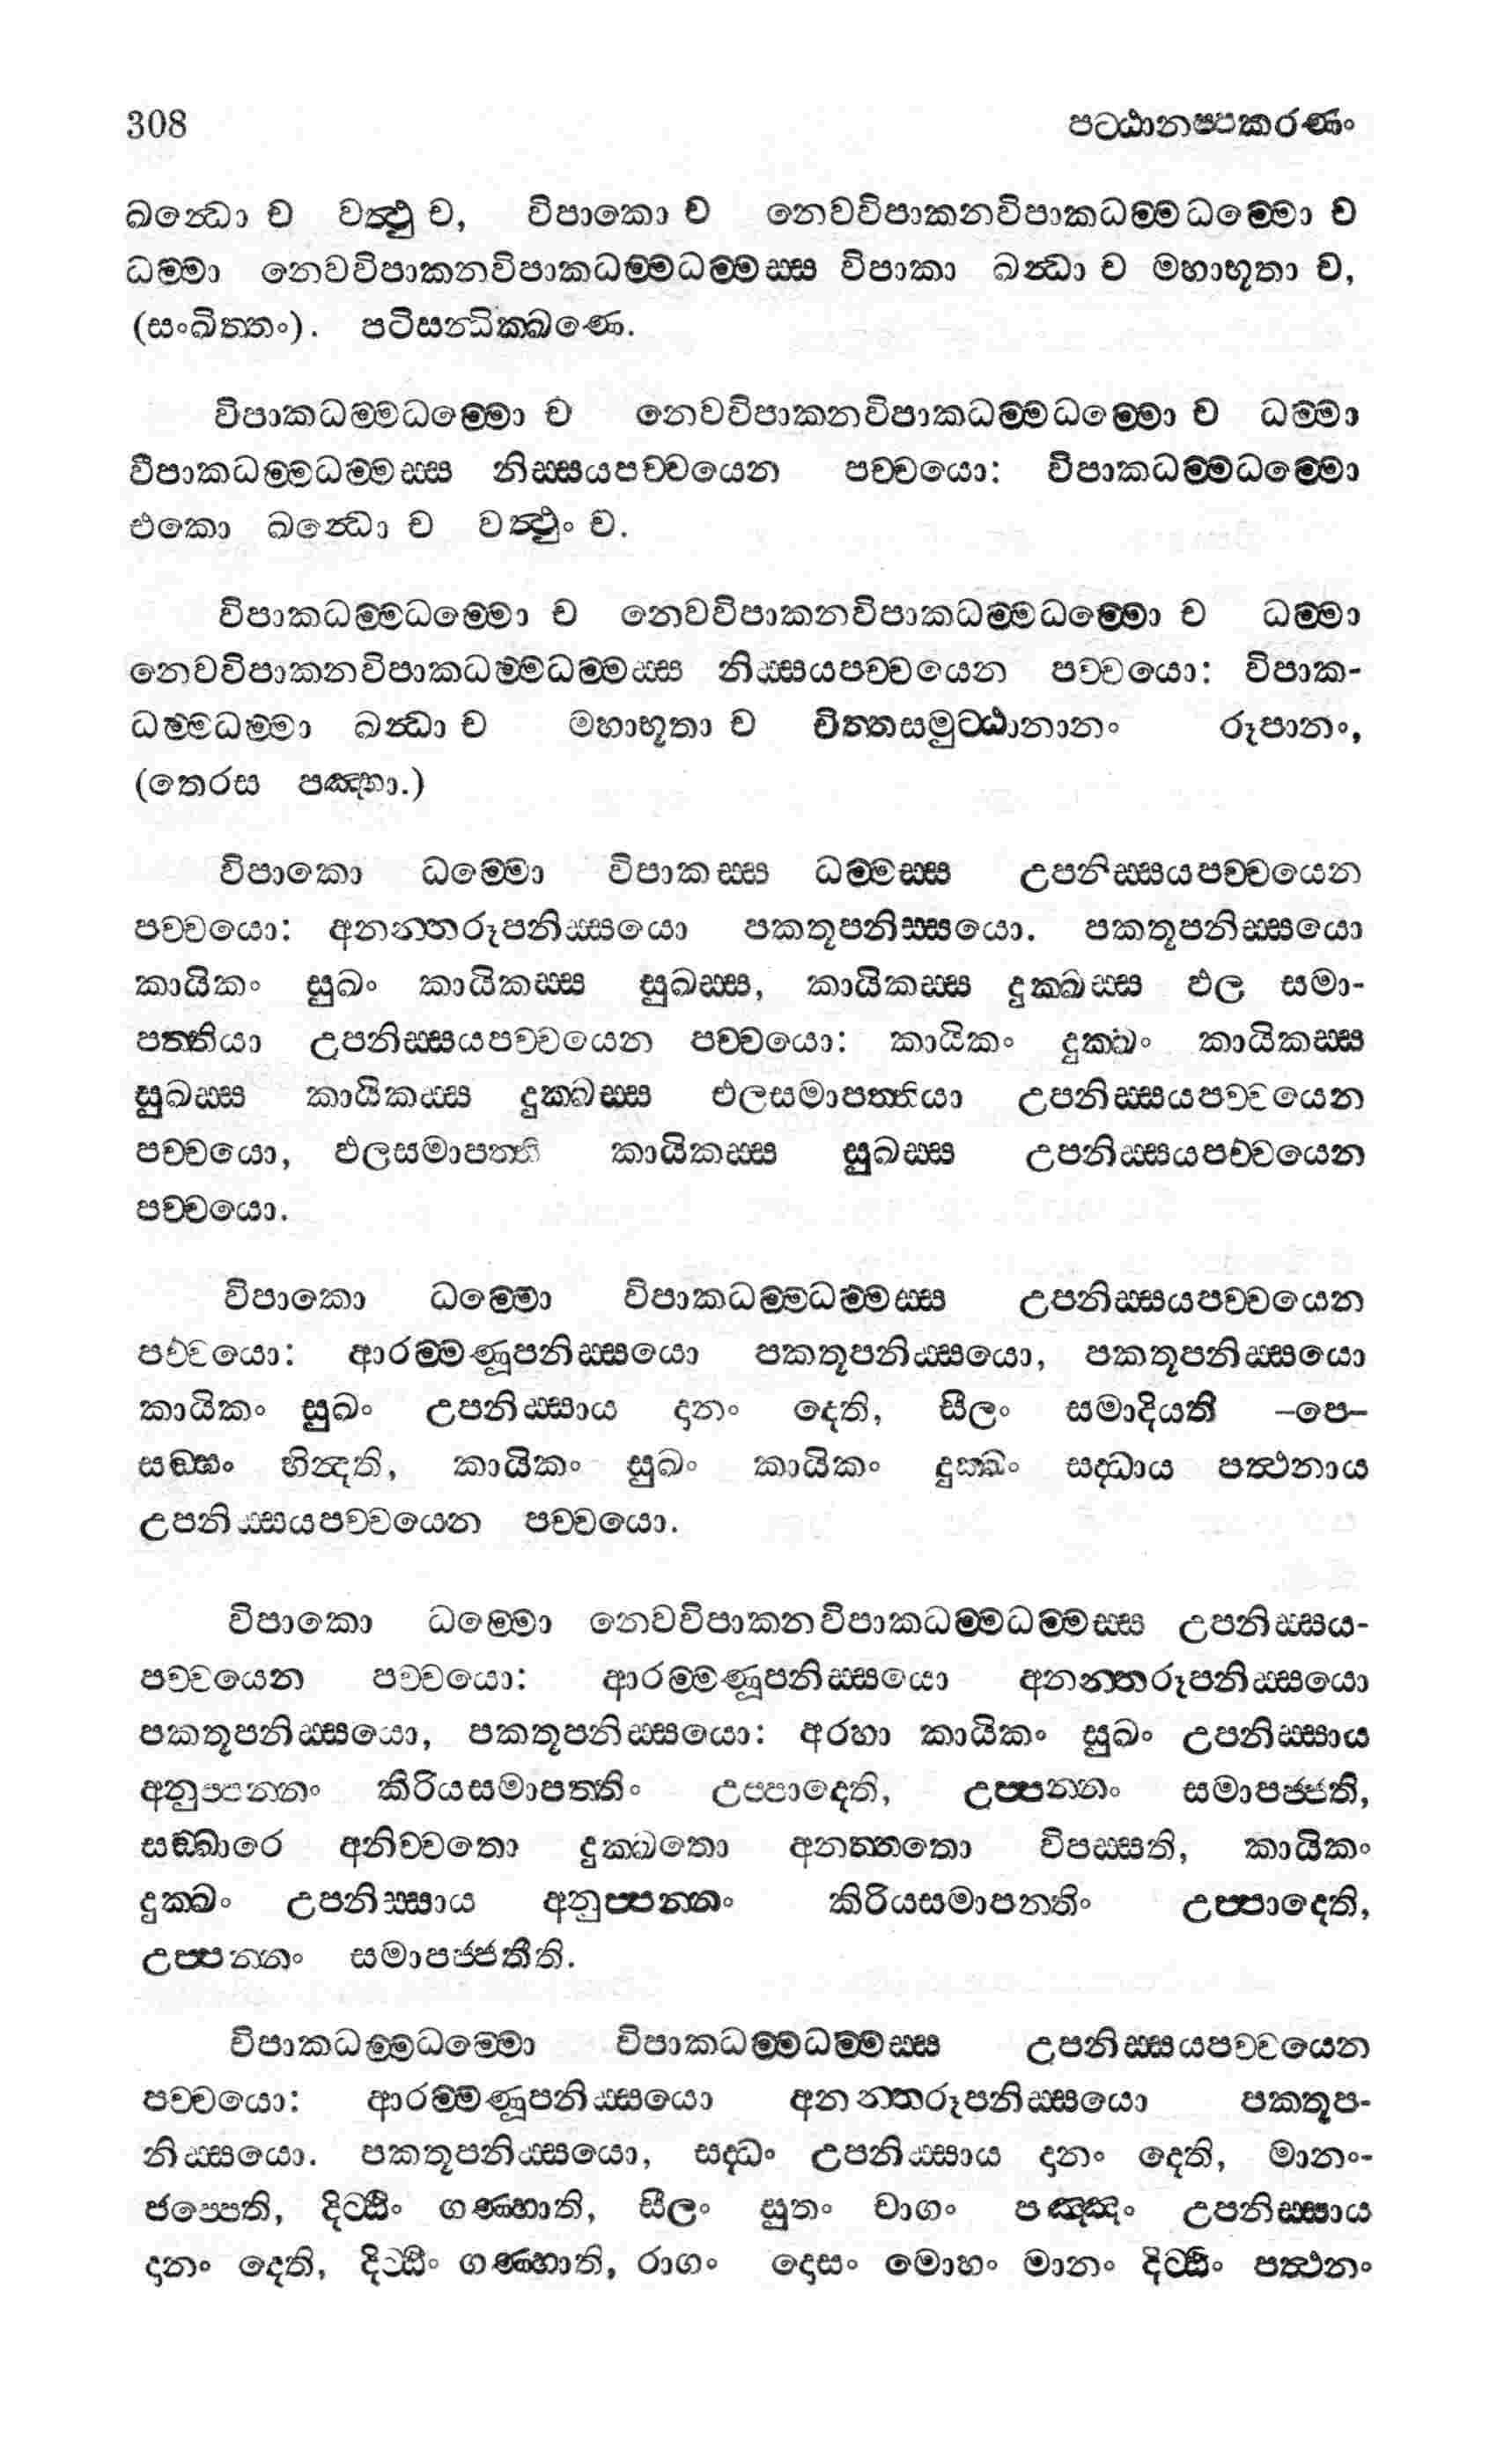 308 පට්ඨානප්පකරණං
ඛන්ධො ච වත්ථු ච, විපාකො ච නෙවවිපාකනවිපාකධම්මධම්මො ච
ධම්මා නෙවවිපාකනවිපාකධම්මධම්මස්ස විපාකා ඛන්ධා ච මහාභූතා ච,
(සංඛිත්තං). පටිසන්ධික්ඛණෙ.
විපාකධම්මධම්මො ච නෙවවිපාකනවිපාකධම්මධම්මො ච ධම්මා
විපාකධම්මධම්මස්ස නිස්සයපච්චයෙන පච්චයො: විපාකධම්මධම්මො
එකො ඛන්ධො ච වත්ථුං ච.
විපාකධම්මධම්මො ච නෙවවිපාකනවිපාකධම්මධම්මො ච ධම්මා
නෙවවිපාකනවිපාකධම්මධම්මස්ස නිස්සයපච්චයෙන පච්චයො: විපාක-
ධම්මධම්මා ඛන්ධා ච මහාභූතා ච චිත්තසමුට්ඨානානං රූපානං,
(තෙරස පඤ්හා.)
විපාකො ධම්මො විපාකස්ස ධම්මස්ස උපනිස්සයපච්චයෙන
පච්චයො: අනන්තරූපනිස්සයො පකතූපනිස්සයො. පකතූපනිස්සයො
කායිකං සුඛං කායිකස්ස සුඛස්ස, කායිකස්ස දුක්ඛස්ස ඵල සමා-
පත්තියා උපනිස්සයපච්චයෙන පච්චයො: කායිකං දුක්ඛං කායිකස්ස
සුඛස්ස කායිකස්ස දුක්ඛස්ස ඵලසමාපත්තියා උපනිස්සයපච්චයෙන
පච්චයො, ඵලසමාපත්ති කායිකස්ස සුඛස්ස උපනිස්සයපච්චයෙන
පච්චයො.
විපාකො ධම්මො විපාකධම්මධම්මස්ස උපනිස්සයපච්චයෙන
පච්චයො: ආරම්මණූපනිස්සයො පකතූපනිස්සයො, පකතූපනිස්සයො
කායිකං සුඛං උපනිස්සාය දානං දෙති, සීලං සමාදියති –පෙ–
සඞ්ඝං භින්දති, කායිකං සුඛං කායිකං දුක්ඛං සද්ධාය පත්ථනාය
උපනිස්සයපච්චයෙන පච්චයො.
විපාකො ධම්මො නෙවවිපාකනවිපාකධම්මධම්මස්ස උපනිස්සය-
පච්චයෙන පච්චයො: ආරම්මණූපනිස්සයො අනන්තරූපනිස්සයො
පකතූපනිස්සයො, පකතූපනිස්සයො: අරහා කායිකං සුඛං උපනිස්සාය
අනුප්පන්නං කිරියසමාපත්තිං උප්පාදෙති, උප්පන්නං සමාපජ්ජති,
සඞ්ඛාරෙ අනිච්චතො දුක්ඛතො අනත්තතො විපස්සති, කායිකං
දුක්ඛං උපනිස්සාය අනුප්පන්නං කිරියසමාපනතිං උප්පාදෙති,
උප්පන්නං සමාපජ්ජතීති.
විපාකධම්මධම්මො විපාකධම්මධම්මස්ස උපනිස්සයපච්චයෙන
පච්චයො: ආරම්මණූපනිස්සයො අනන්තරූපනිස්සයො පකතූප-
නිස්සයො. පකතූපනිස්සයො, සද්ධං උපනිස්සාය දානං දෙති, මානං-
ජප්පෙති, දිට්ඨිං ගණ්හාති, සීලං සුතං චාගං පඤ්ඤං උපනිස්සාය
දානං දෙති, දිට්ඨිං ගණ්හාති, රාගං දොසං මොහං මානං දිට්ඨිං පත්ථනං